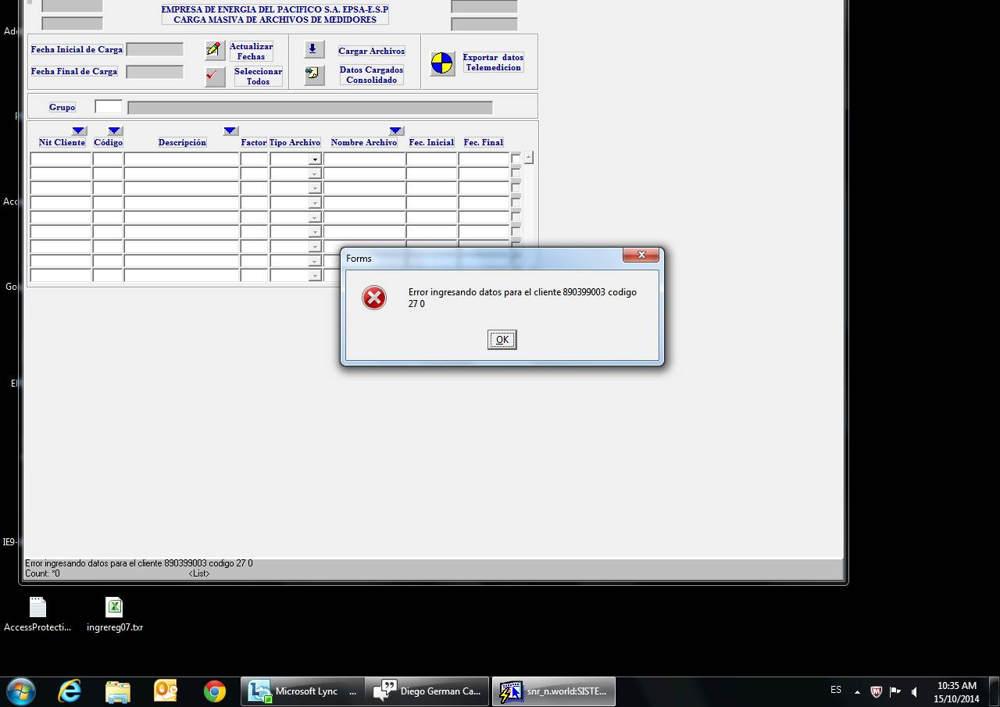 EMPRESA DE ENERGIA DEL PACIFICO S.A. EPSA-E.S.P
CARGA MASIVA DE ARCHIVOS DE MEDIDORES
Fecha Inicial de Carga
Actualizar
Fechas
Cargar Archivos
Exportar datos
Telemedicion
Fecha Final de Carga
Seleccionar
Todos
Datos Cargados
Consolidado
Grupo
Nit Cliente Código Descripción Factor Tipo Archivo Nombre Archivo Fec. Inicial Fec. Final
Forms
Error ingresando datos para el cliente 890399003 codigo
27 0
OK
Acc
Go
IE9-
Error ingresando datos para el cliente 890399003 codigo 27 0
Count: *0 <List>
AccessProtecti... ingrereg07.txr
Microsoft Lync ...
Diego German Ca...
snr_n.world:SISTE...
ES
10:35 AM
15/10/2014